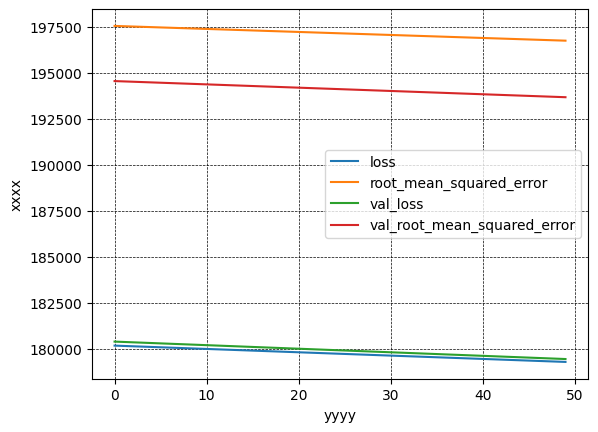 197500
195000
192500
190000
187500
185000
182500
180000
xxxx
loss
root_mean_squared_error
val_loss
val_root_mean_squared_error
0 10 20 30 40 50
yyyy